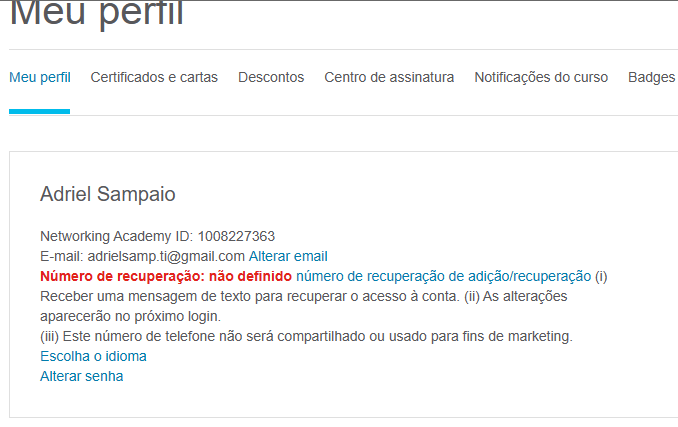 Meu perfil
Meu perfil Certificados e cartas Descontos Centro de assinatura Notificações do curso Badges
Adriel Sampaio
Networking Academy ID: 1008227363
E-mail: adrielsamp.ti@gmail.com Alterar email
Número de recuperação: não definido número de recuperação de adição/recuperação (i)
Receber uma mensagem de texto para recuperar o acesso à conta. (ii) As alterações
aparecerão no próximo login.
(iii) Este número de telefone não será compartilhado ou usado para fins de marketing.
Escolha o idioma
Alterar senha